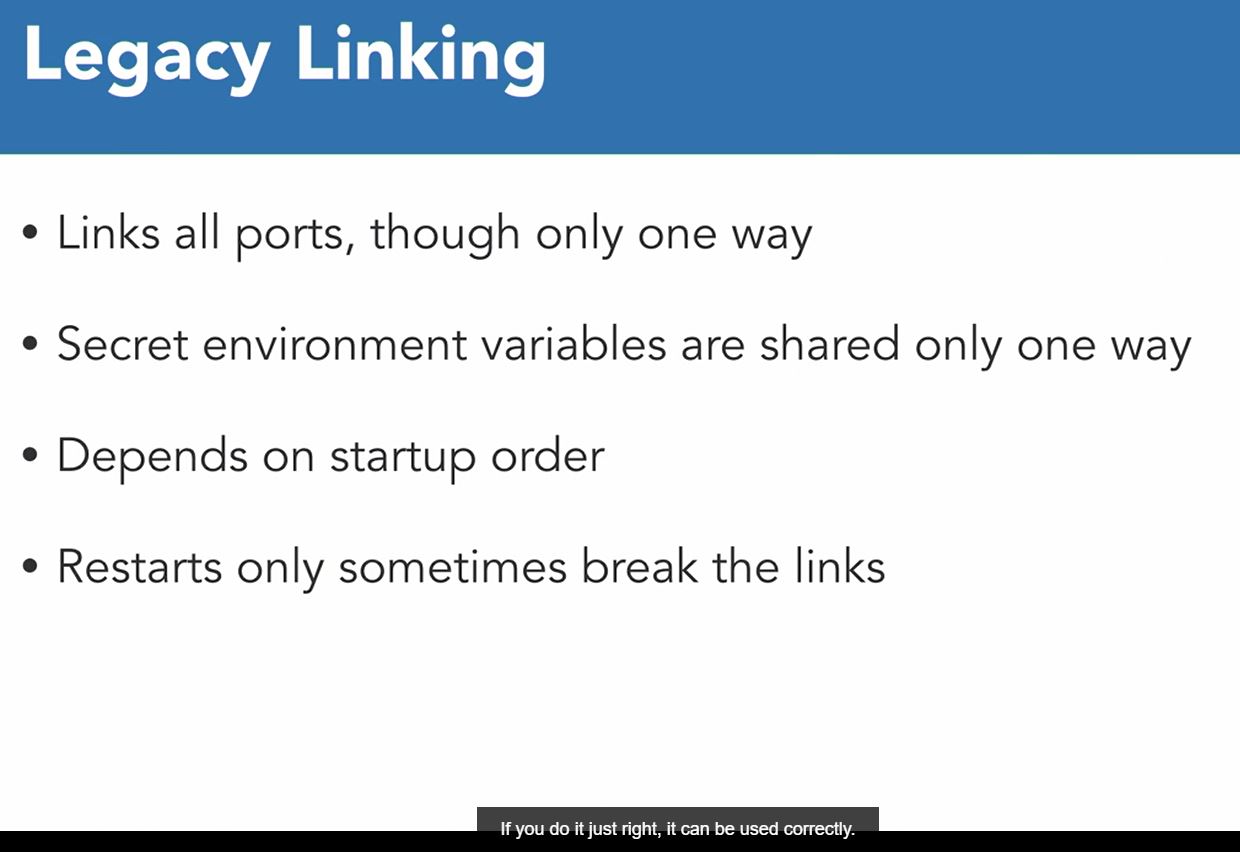 Legacy Linking
• Links all ports, though only one way
• Secret environment variables are shared only one way
• Depends on startup order
• Restarts only sometimes break the links
If you do it just right, it can be used correctly.